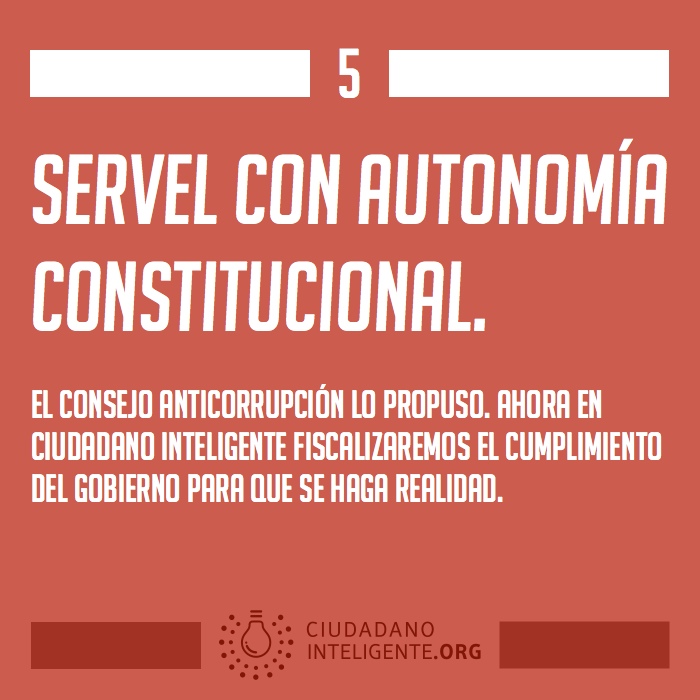 5
SERVEL CON AUTONOMÍA
CONSTITUCIONAL.
EL CONSEJO ANTICORRUPCIÓN LO PROPUSO. AHORA EN
CIUDADANO INTELIGENTE FISCALIZAREMOS EL CUMPLIMIENTO
DEL GOBIERNO PARA QUE SE HAGA REALIDAD.
CIUDADANO
INTELIGENTE.ORG